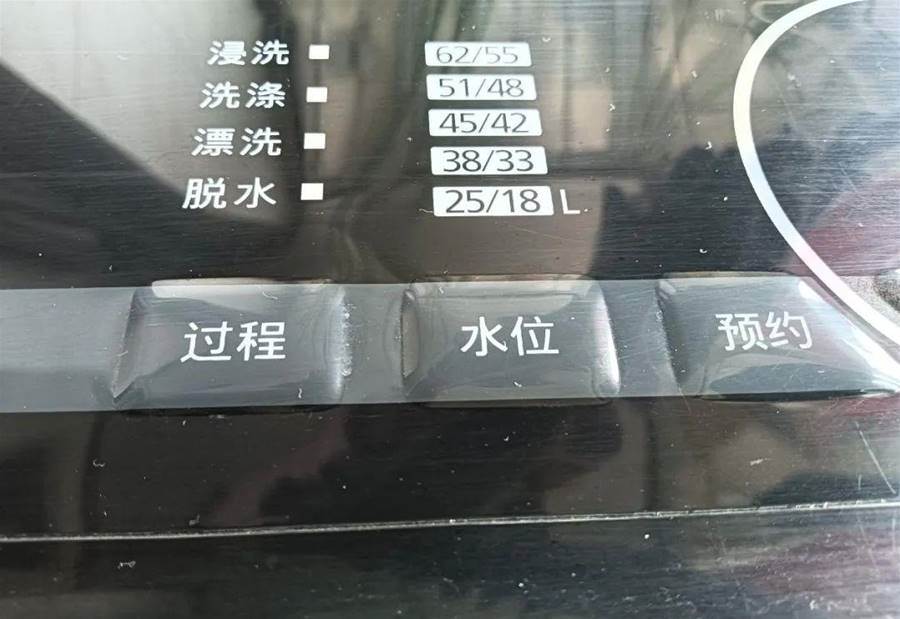 浸洗 62/55
洗涤 51/48
漂洗 45/42
38/33
脱水 25/18 L
过程 水位 预约